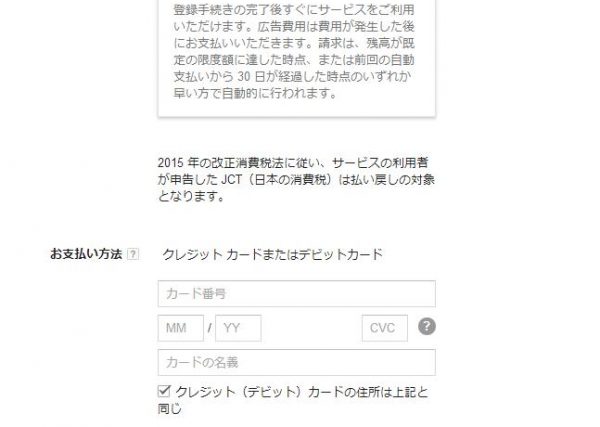 登録手続きの完了後すぐにサービスをご利用
いただけます。広告費用は費用が発生した後
にお支払いいただきます。請求は、残高が既
定の限度額に達した時点、または前回の自動
支払いから 30 日が経過した時点のいずれか
早い方で自動的に行われます。
2015 年の改正消費税法に従い、サービスの利用者
が申告した JCT（日本の消費税）は払い戻しの対象
となります。
お支払い方法 ? クレジット カードまたはデビットカード
カード番号
MM / YY CVC ?
カードの名義
クレジット（デビット）カードの住所は上記と
同じ